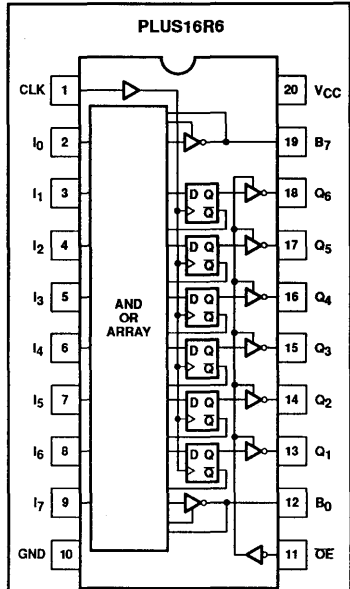 PLUS16R6
CLK 1 20 VCC
I0 2 19 B7
I1 3 D Q Q̅ 18 Q6
I2 4 D Q Q̅ 17 Q5
I3 5 D Q Q̅ 16 Q4
AND
OR
ARRAY
I4 6 D Q Q̅ 15 Q3
I5 7 D Q Q̅ 14 Q2
I6 8 D Q Q̅ 13 Q1
I7 9 12 B0
GND 10 11 O̅E̅